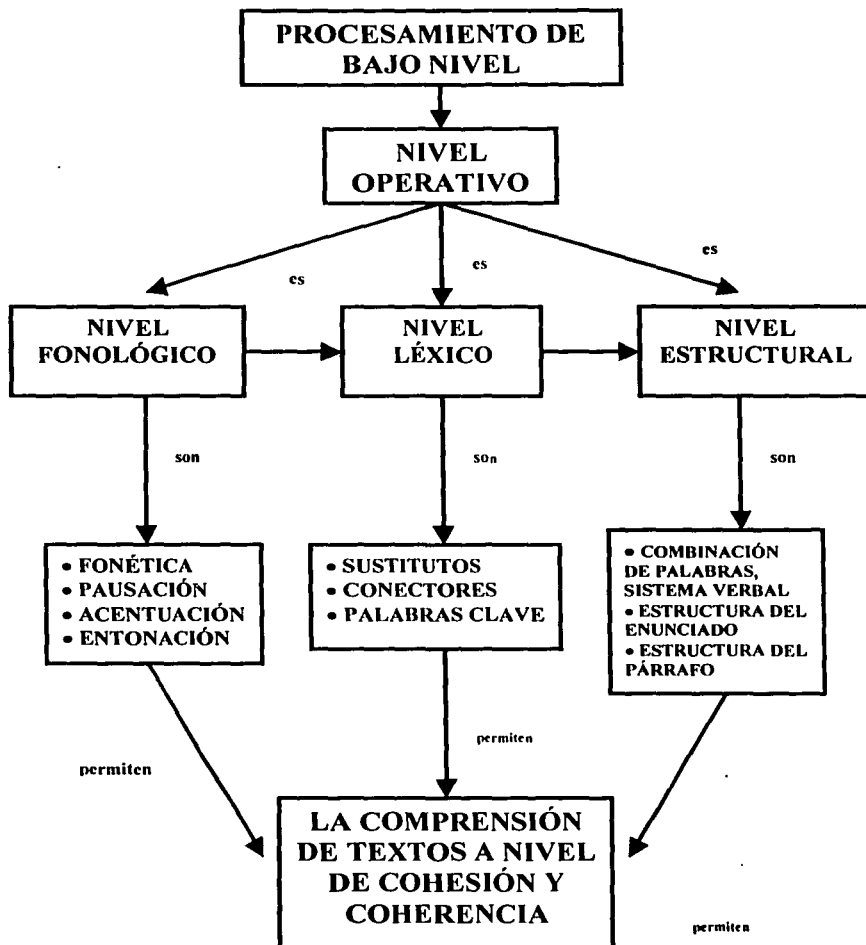 PROCESAMIENTO DE
BAJO NIVEL
NIVEL
OPERATIVO
es
es
es
NIVEL
FONOLÓGICO
NIVEL
LÉXICO
NIVEL
ESTRUCTURAL
son
son
son
• FONÉTICA
• PAUSACIÓN
• ACENTUACIÓN
• ENTONACIÓN
• SUSTITUTOS
• CONECTORES
• PALABRAS CLAVE
• COMBINACIÓN
DE PALABRAS,
SISTEMA VERBAL
• ESTRUCTURA DEL
ENUNCIADO
• ESTRUCTURA DEL
PÁRRAFO
permiten
permiten
permiten
LA COMPRENSIÓN
DE TEXTOS A NIVEL
DE COHESIÓN Y
COHERENCIA